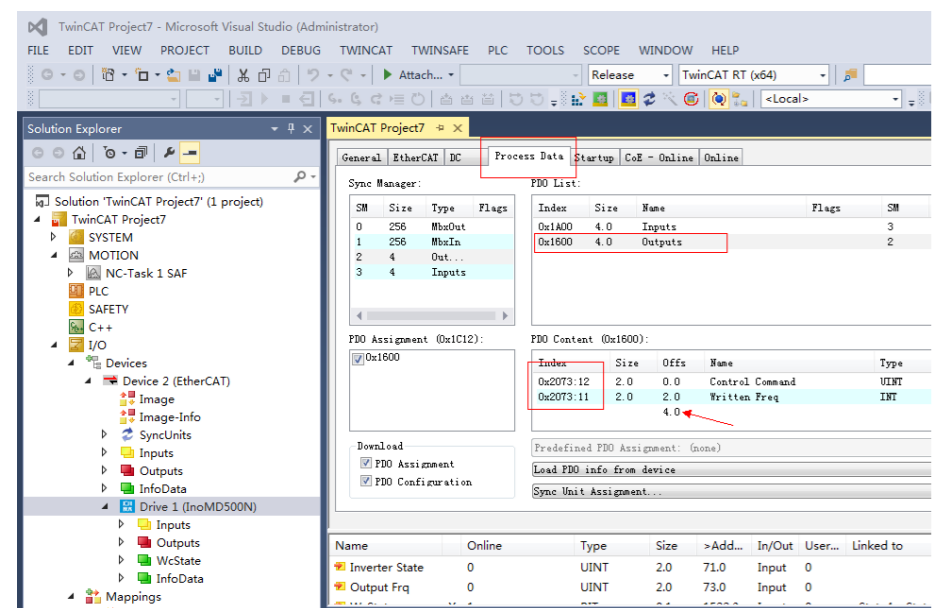 TwinCAT Project7 - Microsoft Visual Studio (Administrator)
FILE EDIT VIEW PROJECT BUILD DEBUG TWINCAT TWINSAFE PLC TOOLS SCOPE WINDOW HELP
Attach... Release TwinCAT RT (x64)
<Local>
Solution Explorer
Search Solution Explorer (Ctrl+;)
Solution 'TwinCAT Project7' (1 project)
TwinCAT Project7
SYSTEM
MOTION
NC-Task 1 SAF
PLC
SAFETY
C++
I/O
Devices
Device 2 (EtherCAT)
Image
Image-Info
SyncUnits
Inputs
Outputs
InfoData
Drive 1 (InoMD500N)
Inputs
Outputs
WcState
InfoData
Mappings
TwinCAT Project7
General EtherCAT DC Process Data Startup CoE - Online Online
Sync Manager:
SM Size Type Flags
0 256 MbxOut
1 256 MbxIn
2 4 Out...
3 4 Inputs
PDO List:
Index Size Name Flags SM
0x1A00 4.0 Inputs 3
0x1600 4.0 Outputs 2
PDO Assignment (0x1C12):
0x1600
PDO Content (0x1600):
Index Size Offs Name Type
0x2073:12 2.0 0.0 Control Command UINT
0x2073:11 2.0 2.0 Written Freq INT
4.0
Download
PDO Assignment
PDO Configuration
Predefined PDO Assignment: (none)
Load PDO info from device
Sync Unit Assignment...
Name Online Type Size >Add... In/Out User... Linked to
Inverter State 0 UINT 2.0 71.0 Input 0
Output Frq 0 UINT 2.0 73.0 Input 0